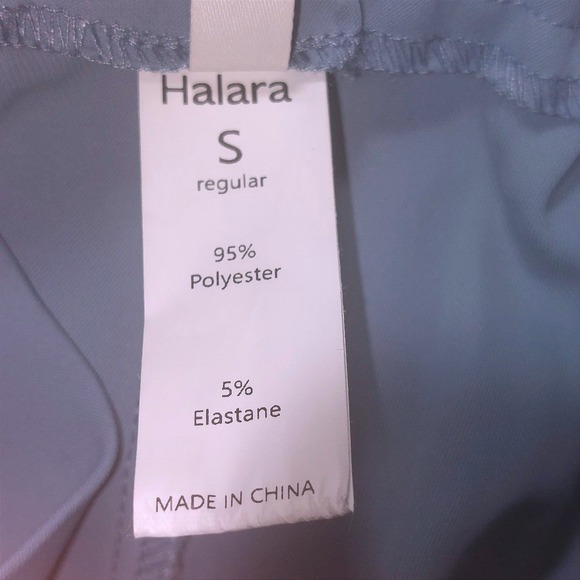 Halara
S
regular
95%
Polyester
5%
Elastane
MADE IN CHINA